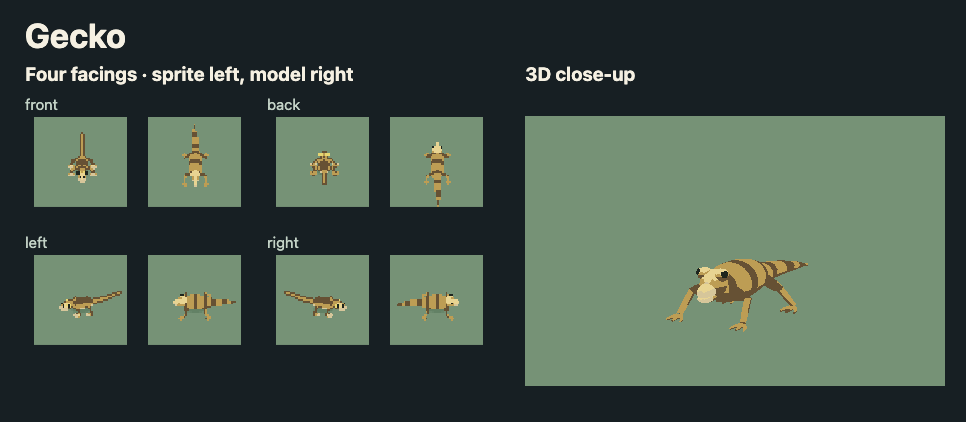 Gecko
Four facings · sprite left, model right
3D close-up
front
back
left
right